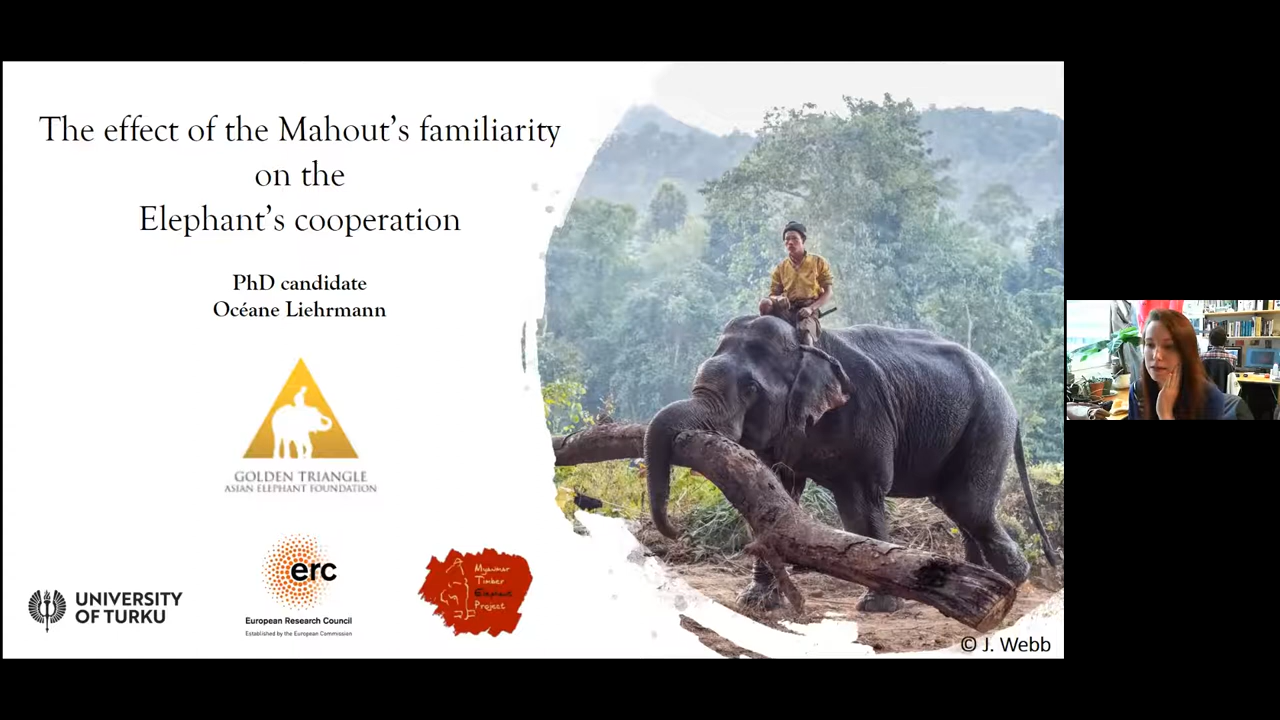 The effect of the Mahout's familiarity
on the
Elephant's cooperation
PhD candidate
Océane Liehrmann
GOLDEN TRIANGLE
ASIAN ELEPHANT FOUNDATION
UNIVERSITY
OF TURKU
erc
European Research Council
Established by the European Commission
Myanmar
Timber
Elephant
Project
© J. Webb